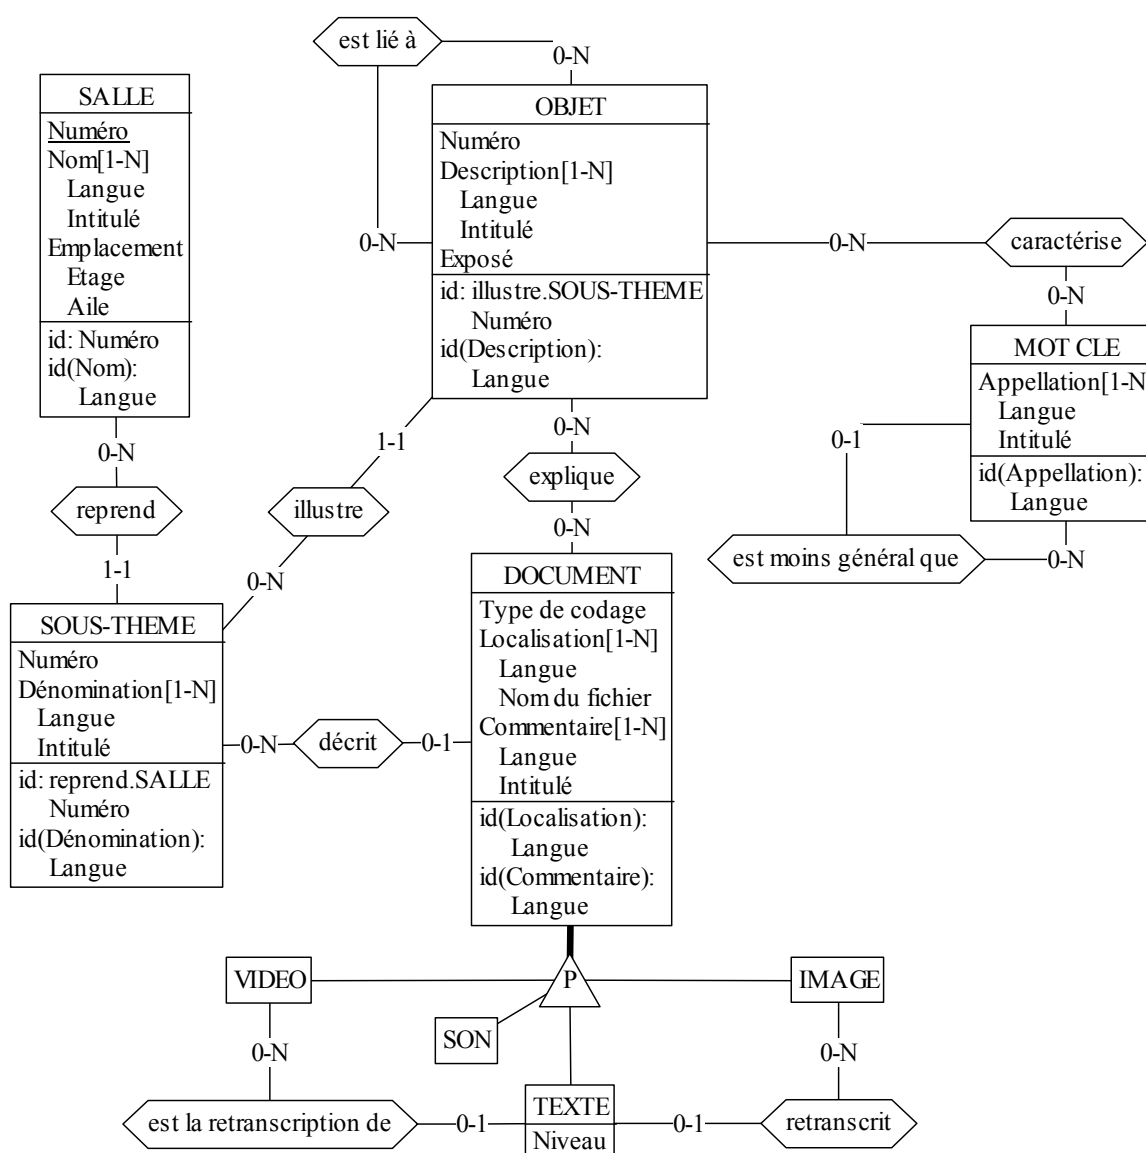 est lié à
0-N
0-N
SALLE
Numéro
Nom[1-N]
Langue
Intitulé
Emplacement
Etage
Aile
id: Numéro
id(Nom):
Langue
OBJET
Numéro
Description[1-N]
Langue
Intitulé
Exposé
id: illustre.SOUS-THEME
Numéro
id(Description):
Langue
0-N
caractérise
0-N
MOT CLE
Appellation[1-N
Langue
Intitulé
id(Appellation):
Langue
0-1
est moins général que
0-N
0-N
reprend
1-1
1-1
illustre
0-N
0-N
explique
0-N
SOUS-THEME
Numéro
Dénomination[1-N]
Langue
Intitulé
id: reprend.SALLE
Numéro
id(Dénomination):
Langue
0-N
décrit
0-1
DOCUMENT
Type de codage
Localisation[1-N]
Langue
Nom du fichier
Commentaire[1-N]
Langue
Intitulé
id(Localisation):
Langue
id(Commentaire):
Langue
P
VIDEO
SON
IMAGE
0-N
0-N
est la retranscription de
0-1
TEXTE
Niveau
0-1
retranscrit